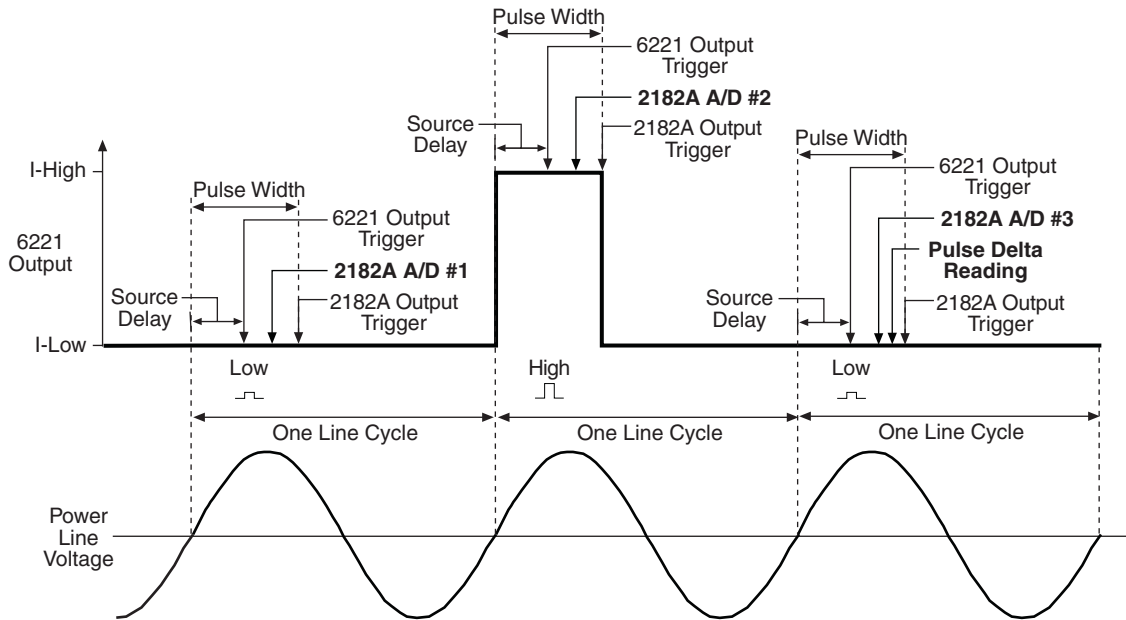 Pulse Width
6221 Output
Trigger
2182A A/D #2
2182A Output
Trigger
Source
Delay
Pulse Width
6221 Output
Trigger
2182A A/D #3
Pulse Delta
Reading
2182A Output
Trigger
Source
Delay
I-High
Pulse Width
6221 Output
Trigger
2182A A/D #1
2182A Output
Trigger
6221
Output
Source
Delay
I-Low
Low
High
Low
One Line Cycle
One Line Cycle
One Line Cycle
Power
Line
Voltage